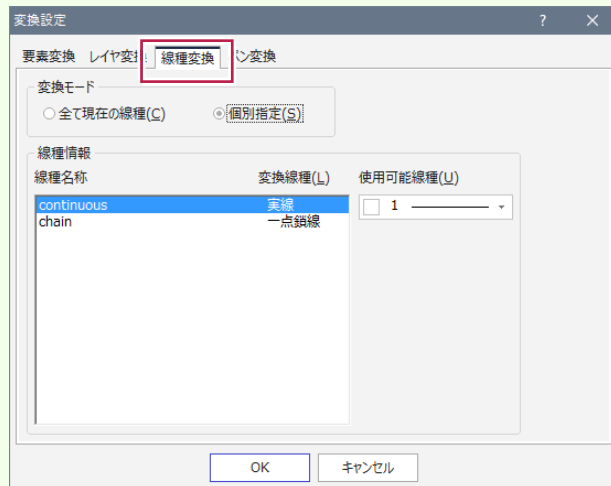 変換設定 ? ×
要素変換 レイヤ変換 線種変換 ペン変換
変換モード
全て現在の線種(C) 個別指定(S)
線種情報
線種名称 変換線種(L) 使用可能線種(U)
continuous 実線 1
chain 一点鎖線
OK キャンセル